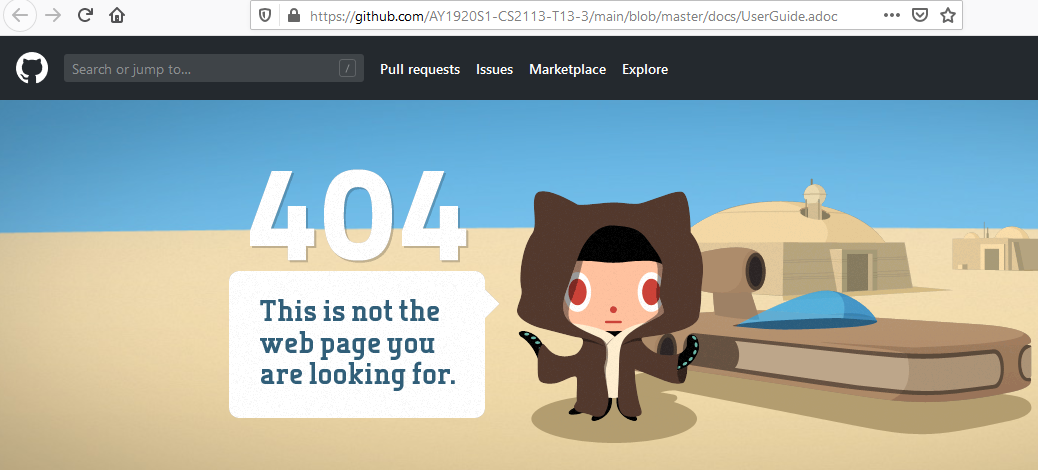 https://github.com/AY1920S1-CS2113-T13-3/main/blob/master/docs/UserGuide.adoc
Search or jump to...
/
Pull requests
Issues
Marketplace
Explore
404
This is not the
web page you
are looking for.